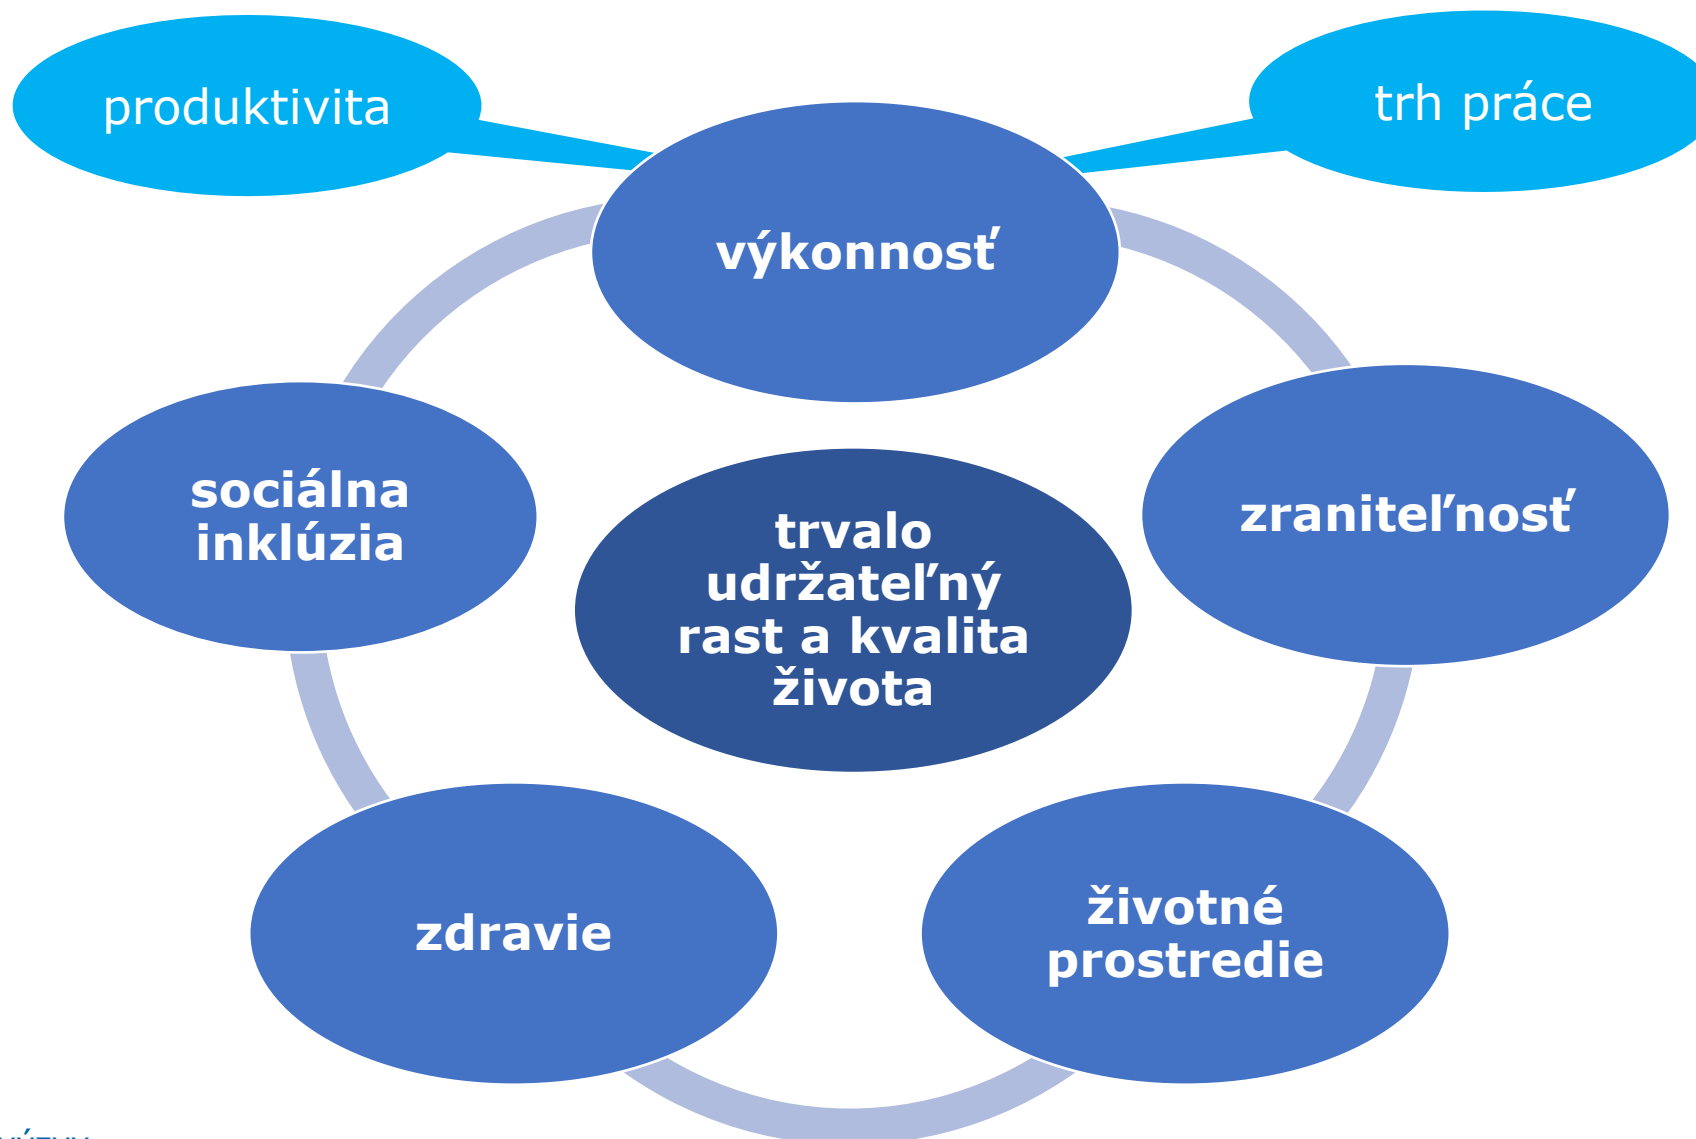 produktivita
trh práce
výkonnosť
sociálna
inklúzia
zraniteľnosť
trvalo
udržateľný
rast a kvalita
života
zdravie
životné
prostredie